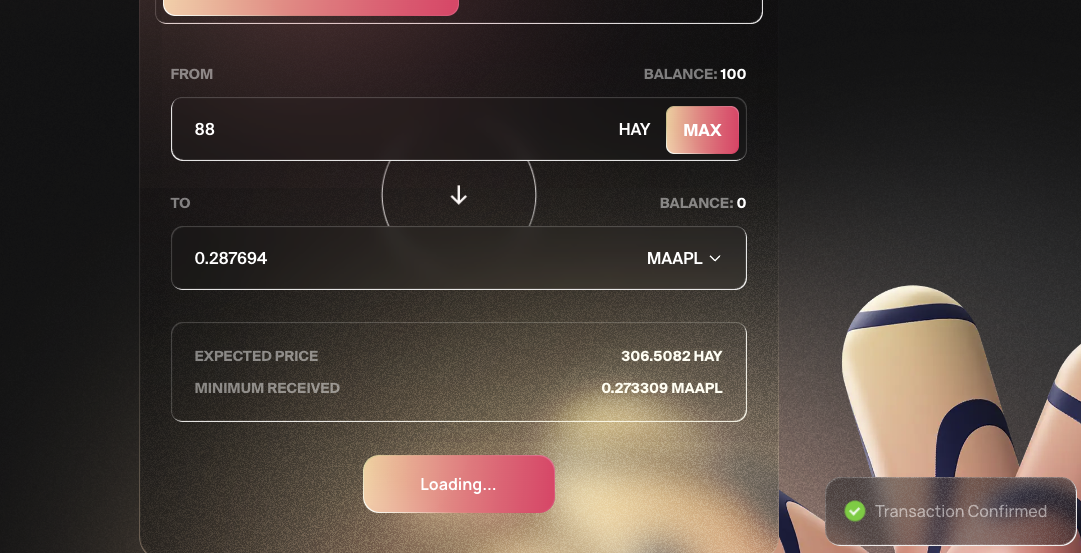 FROM BALANCE: 100
88 HAY MAX
TO BALANCE: 0
0.287694 MAAPL
EXPECTED PRICE 306.5082 HAY
MINIMUM RECEIVED 0.273309 MAAPL
Loading...
Transaction Confirmed